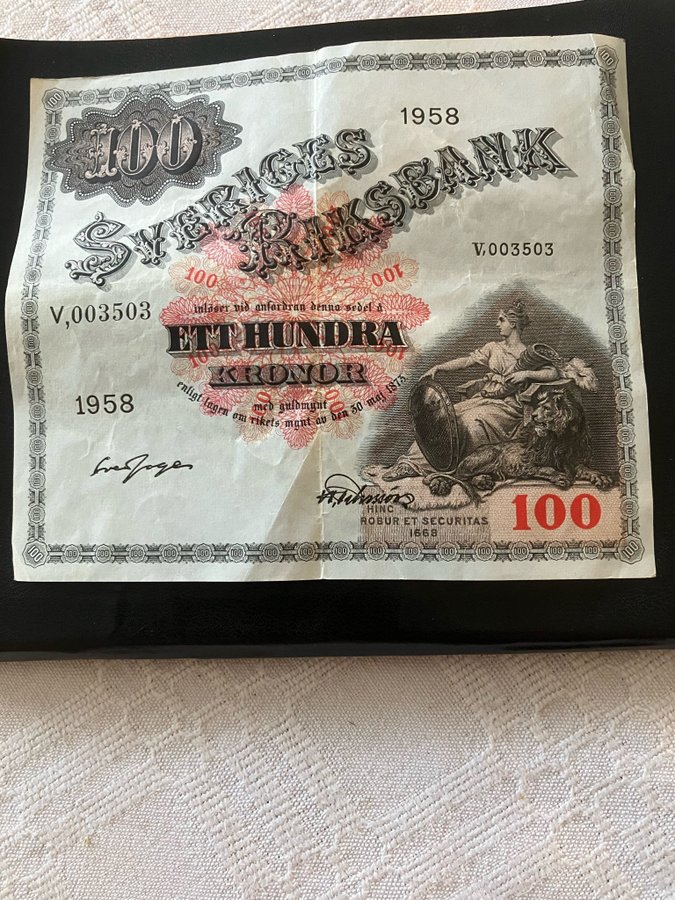 100
1958
SVERIGES
RIKSBANK
V,003503
V,003503
100 100
inlöser vid anfordran denna sedel å
ETT HUNDRA
KRONOR
med guldmynt
enligt lagen om rikets mynt av den 30 maj 1873
1958
HINC
ROBUR ET SECURITAS
1668
100